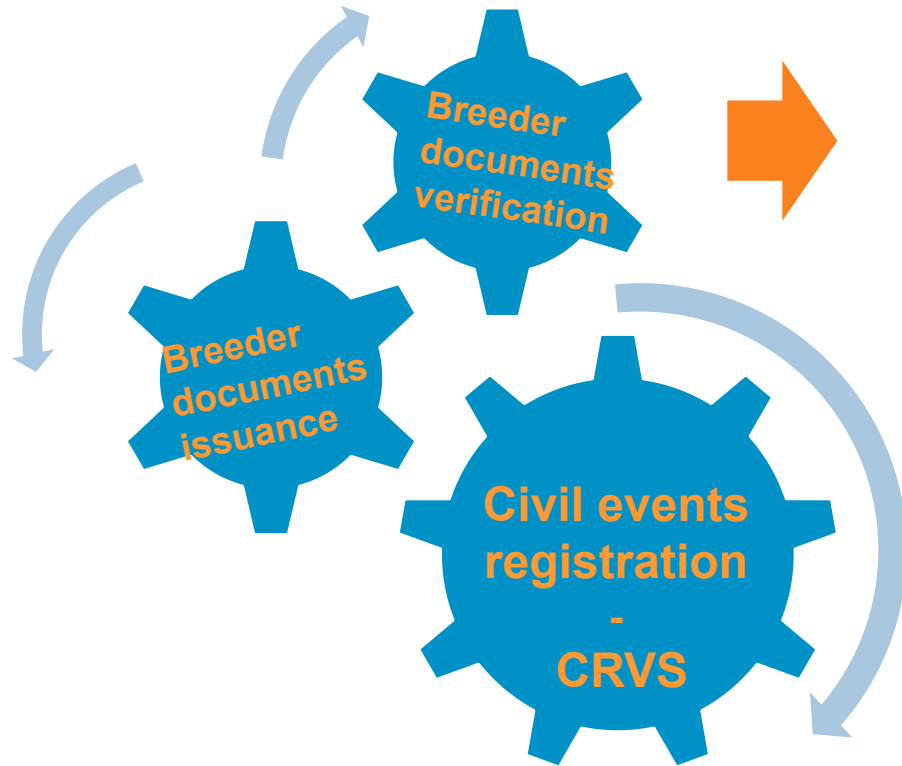 Breeder
documents
verification
Breeder
documents
issuance
Civil events
registration
-
CRVS